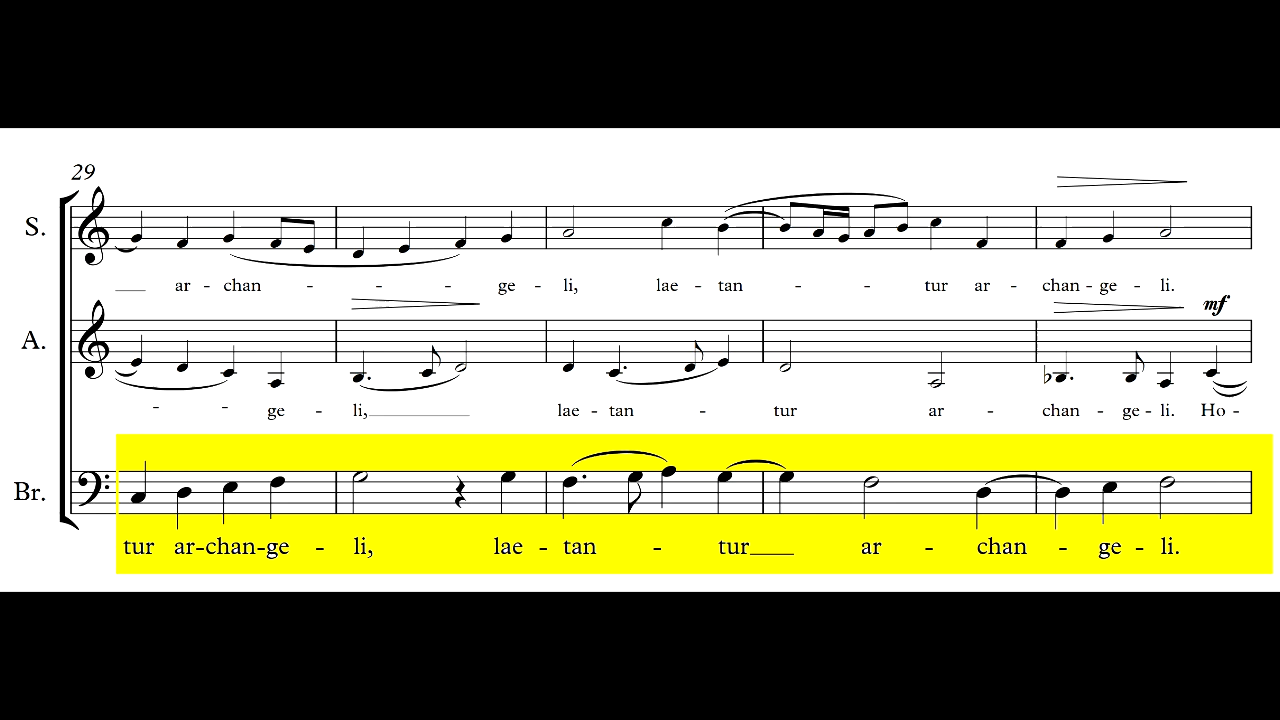 29
S.
ar - chan - - - ge - li, lae - tan - - - tur ar - chan - ge - li.
mf
A.
- - ge - li, lae - tan - tur ar - chan - ge - li. Ho -
Br.
tur ar-chan-ge - li, lae - tan - tur ar - chan - ge - li.